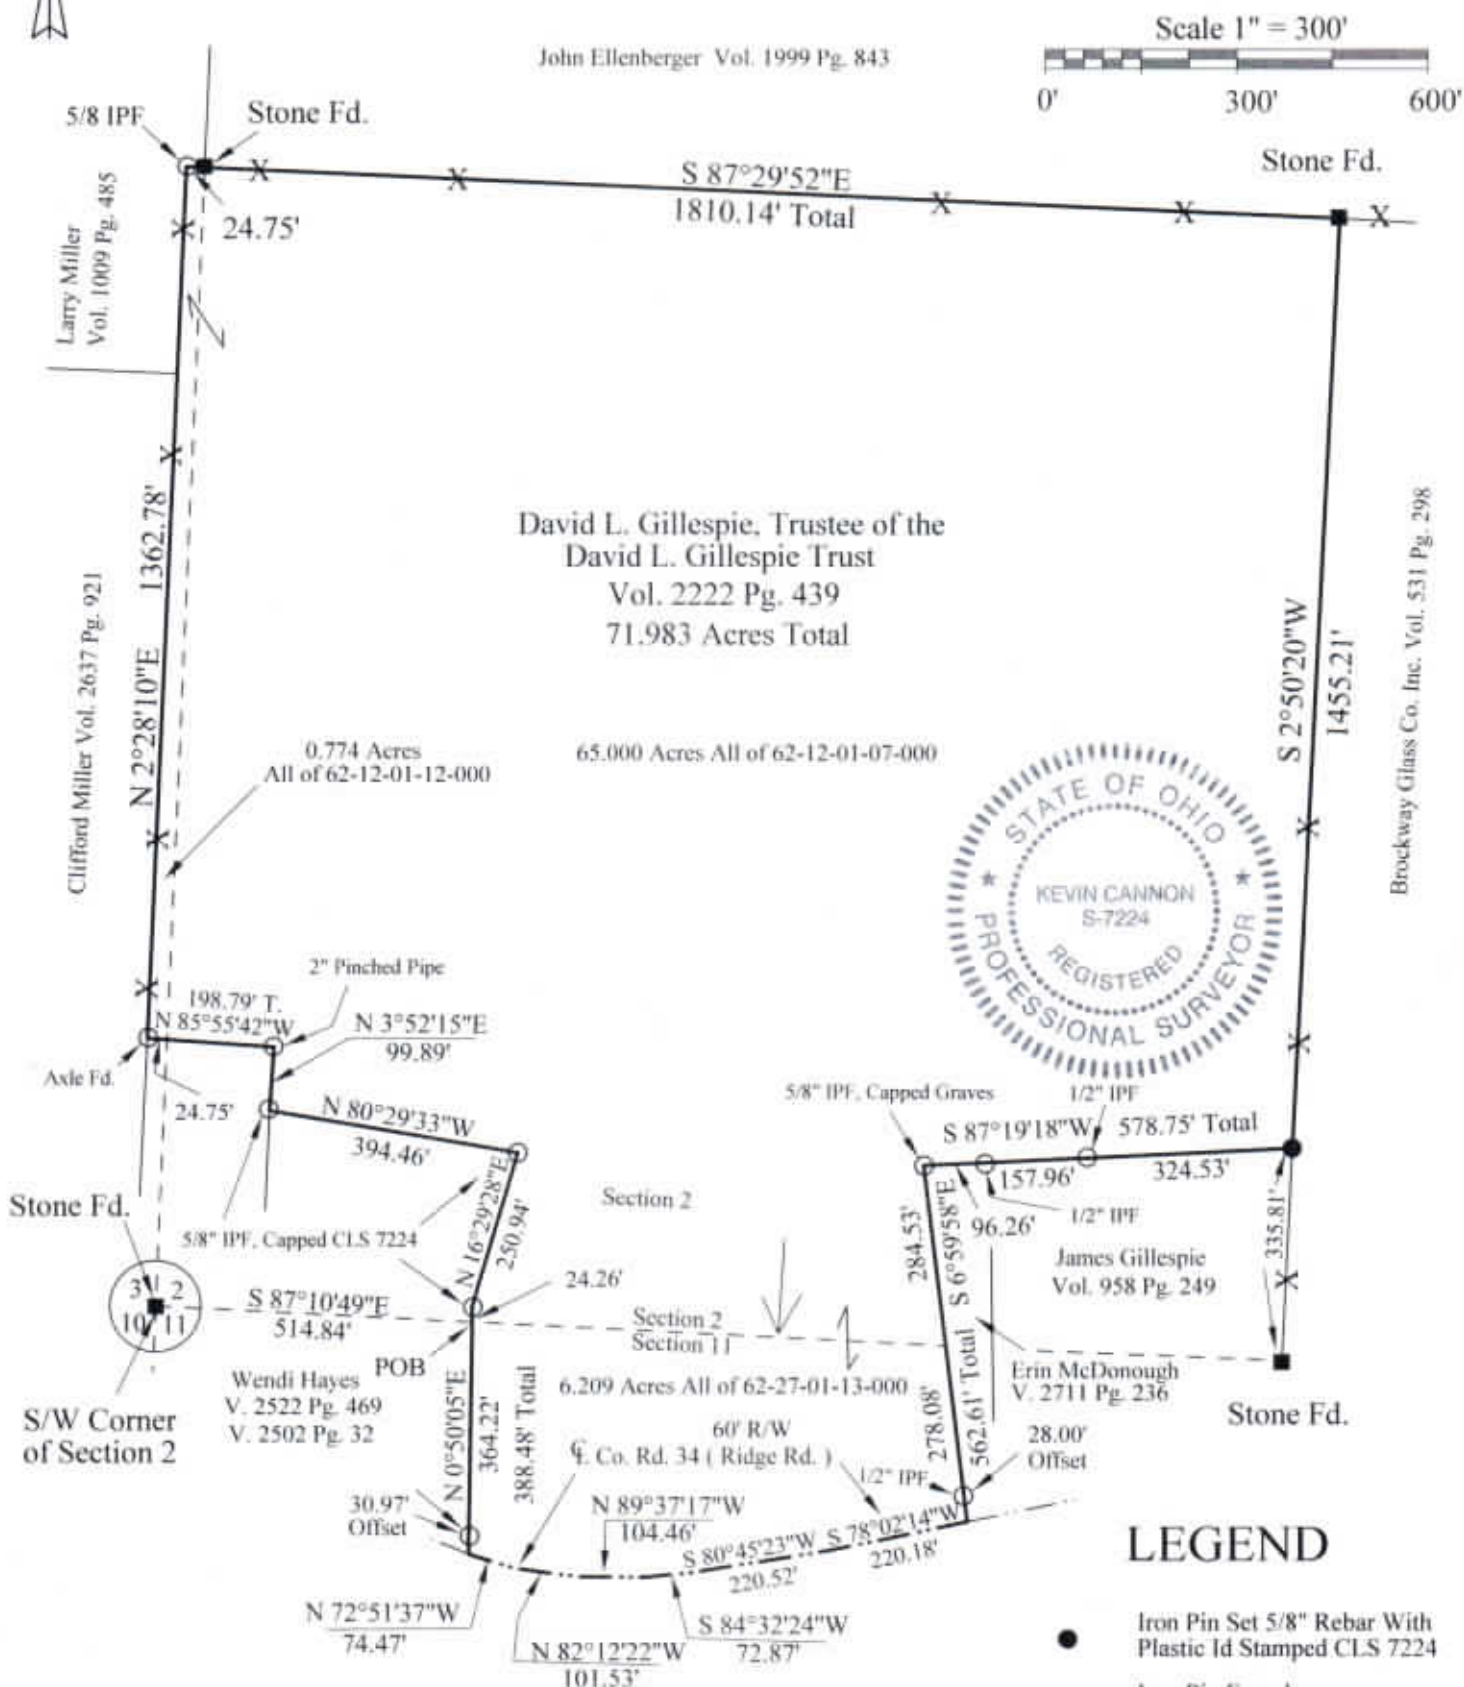 Scale 1" = 300'
0' 300' 600'
John Ellenberger Vol. 1999 Pg. 843
5/8 IPF
Stone Fd.
Stone Fd.
S 87°29'52"E
1810.14' Total
24.75'
Larry Miller
Vol. 1009 Pg. 485
N 2°28'10"E 1362.78'
Clifford Miller Vol. 2637 Pg. 921
David L. Gillespie, Trustee of the
David L. Gillespie Trust
Vol. 2222 Pg. 439
71.983 Acres Total
S 2°50'20"W
1455.21'
Brockway Glass Co. Inc. Vol. 531 Pg. 298
0.774 Acres
All of 62-12-01-12-000
65.000 Acres All of 62-12-01-07-000
STATE OF OHIO
KEVIN CANNON
S-7224
REGISTERED
PROFESSIONAL SURVEYOR
2" Pinched Pipe
198.79' T.
N 85°55'42"W
N 3°52'15"E
99.89'
Axle Fd.
24.75'
N 80°29'33"W
394.46'
5/8" IPF, Capped Graves
1/2" IPF
S 87°19'18"W 578.75' Total
157.96'
324.53'
96.26'
1/2" IPF
335.81'
Stone Fd.
5/8" IPF, Capped CLS 7224
N 16°29'28"E
250.94'
Section 2
284.53'
S 6°59'58"E
562.61' Total
278.08'
James Gillespie
Vol. 958 Pg. 249
3 2
10 11
S 87°10'49"E
514.84'
24.26'
POB
Section 2
Section 11
Wendi Hayes
V. 2522 Pg. 469
V. 2502 Pg. 32
S/W Corner
of Section 2
N 0°50'05"E
364.22'
388.48' Total
6.209 Acres All of 62-27-01-13-000
60' R/W
℄ Co. Rd. 34 ( Ridge Rd. )
Erin McDonough
V. 2711 Pg. 236
Stone Fd.
1/2" IPF
28.00'
Offset
30.97'
Offset
N 89°37'17"W
104.46'
S 80°45'23"W
220.52'
S 78°02'14"W
220.18'
N 72°51'37"W
74.47'
N 82°12'22"W
101.53'
S 84°32'24"W
72.87'
LEGEND
Iron Pin Set 5/8" Rebar With
Plastic Id Stamped CLS 7224